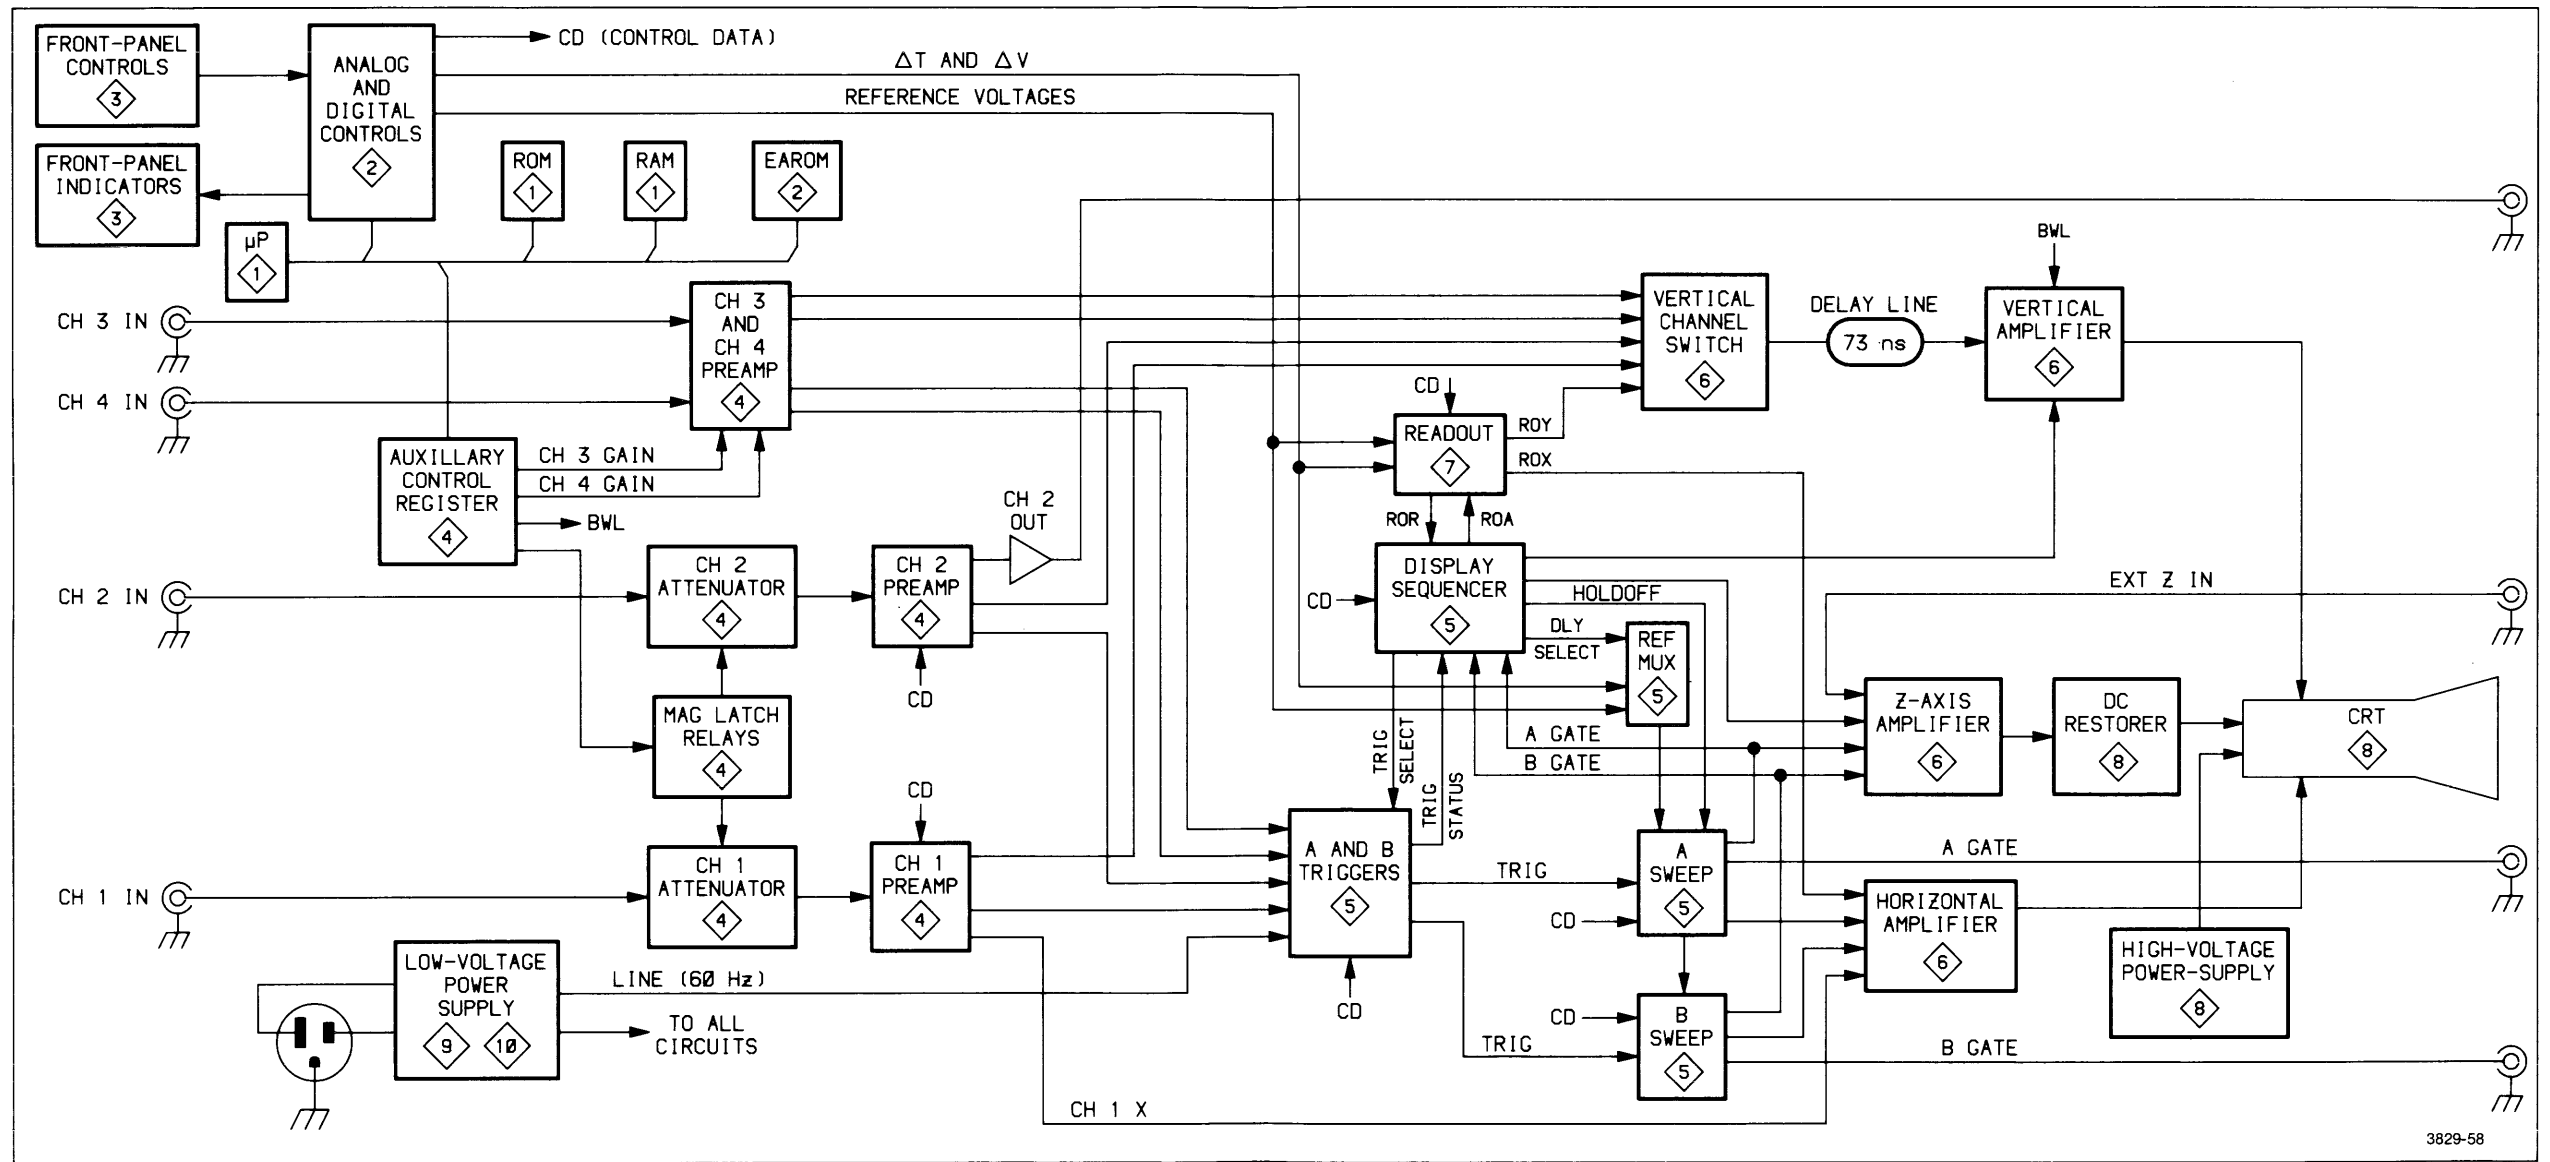 FRONT-PANEL
CONTROLS
3
ANALOG
AND
DIGITAL
CONTROLS
2
CD (CONTROL DATA)
△T AND △V
REFERENCE VOLTAGES
FRONT-PANEL
INDICATORS
3
ROM
1
RAM
1
EAROM
2
µP
1
CH 3 IN
CH 4 IN
CH 3
AND
CH 4
PREAMP
4
VERTICAL
CHANNEL
SWITCH
6
DELAY LINE
73 ns
BWL
VERTICAL
AMPLIFIER
6
CD
READOUT
7
ROY
ROX
ROR
ROA
AUXILLARY
CONTROL
REGISTER
4
CH 3 GAIN
CH 4 GAIN
BWL
CH 2
OUT
CH 2 IN
CH 2
ATTENUATOR
4
CH 2
PREAMP
4
CD
CD
DISPLAY
SEQUENCER
5
HOLDOFF
DLY
SELECT
REF
MUX
5
EXT Z IN
MAG LATCH
RELAYS
4
TRIG
SELECT
TRIG
STATUS
A GATE
B GATE
Z-AXIS
AMPLIFIER
6
DC
RESTORER
8
CRT
8
CD
CH 1 IN
CH 1
ATTENUATOR
4
CH 1
PREAMP
4
A AND B
TRIGGERS
5
CD
TRIG
CD
A
SWEEP
5
A GATE
HORIZONTAL
AMPLIFIER
6
HIGH-VOLTAGE
POWER-SUPPLY
8
LOW-VOLTAGE
POWER
SUPPLY
9 10
LINE (60 Hz)
TO ALL
CIRCUITS
TRIG
CD
B
SWEEP
5
B GATE
CH 1 X
3829-58